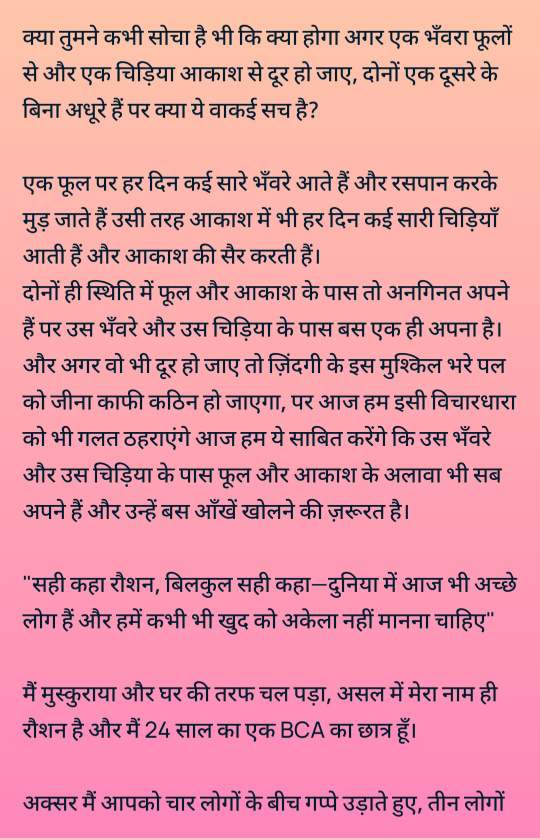 क्या तुमने कभी सोचा है भी कि क्या होगा अगर एक भँवरा फूलों
से और एक चिड़िया आकाश से दूर हो जाए, दोनों एक दूसरे के
बिना अधूरे हैं पर क्या ये वाकई सच है?
एक फूल पर हर दिन कई सारे भँवरे आते हैं और रसपान करके
मुड़ जाते हैं उसी तरह आकाश में भी हर दिन कई सारी चिड़ियाँ
आती हैं और आकाश की सैर करती हैं।
दोनों ही स्थिति में फूल और आकाश के पास तो अनगिनत अपने
हैं पर उस भँवरे और उस चिड़िया के पास बस एक ही अपना है।
और अगर वो भी दूर हो जाए तो ज़िंदगी के इस मुश्किल भरे पल
को जीना काफी कठिन हो जाएगा, पर आज हम इसी विचारधारा
को भी गलत ठहराएंगे आज हम ये साबित करेंगे कि उस भँवरे
और उस चिड़िया के पास फूल और आकाश के अलावा भी सब
अपने हैं और उन्हें बस आँखें खोलने की ज़रूरत है।
"सही कहा रौशन, बिलकुल सही कहा—दुनिया में आज भी अच्छे
लोग हैं और हमें कभी भी खुद को अकेला नहीं मानना चाहिए"
मैं मुस्कुराया और घर की तरफ चल पड़ा, असल में मेरा नाम ही
रौशन है और मैं 24 साल का एक BCA का छात्र हूँ।
अक्सर मैं आपको चार लोगों के बीच गप्पे उड़ाते हुए, तीन लोगों